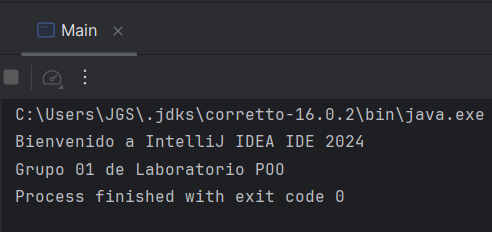 Main
C:\Users\JGS\.jdks\corretto-16.0.2\bin\java.exe
Bienvenido a IntelliJ IDEA IDE 2024
Grupo 01 de Laboratorio POO
Process finished with exit code 0